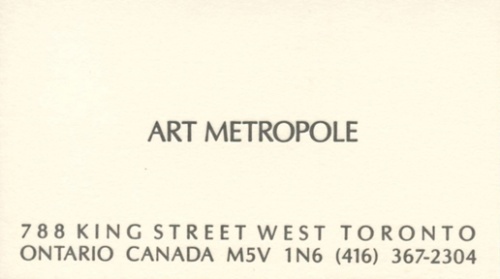 ART METROPOLE
788 KING STREET WEST TORONTO
ONTARIO CANADA M5V 1N6 (416) 367-2304